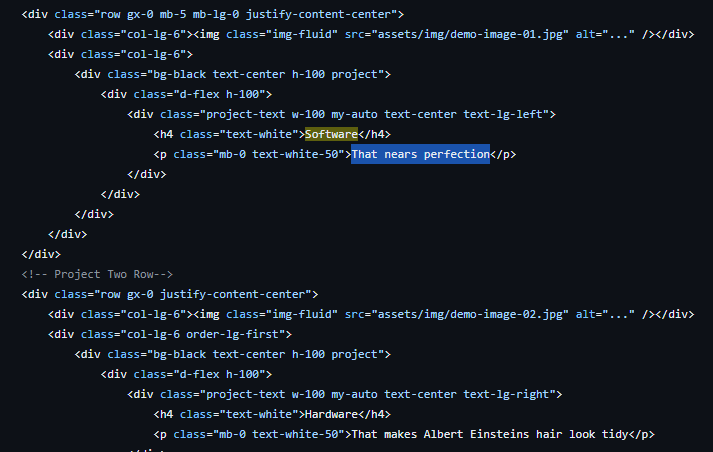 <div class="row gx-0 mb-5 mb-lg-0 justify-content-center">
<div class="col-lg-6"><img class="img-fluid" src="assets/img/demo-image-01.jpg" alt="..." /></div>
<div class="col-lg-6">
<div class="bg-black text-center h-100 project">
<div class="d-flex h-100">
<div class="project-text w-100 my-auto text-center text-lg-left">
<h4 class="text-white">Software</h4>
<p class="mb-0 text-white-50">That nears perfection</p>
</div>
</div>
</div>
</div>
</div>
<!-- Project Two Row-->
<div class="row gx-0 justify-content-center">
<div class="col-lg-6"><img class="img-fluid" src="assets/img/demo-image-02.jpg" alt="..." /></div>
<div class="col-lg-6 order-lg-first">
<div class="bg-black text-center h-100 project">
<div class="d-flex h-100">
<div class="project-text w-100 my-auto text-center text-lg-right">
<h4 class="text-white">Hardware</h4>
<p class="mb-0 text-white-50">That makes Albert Einsteins hair look tidy</p>